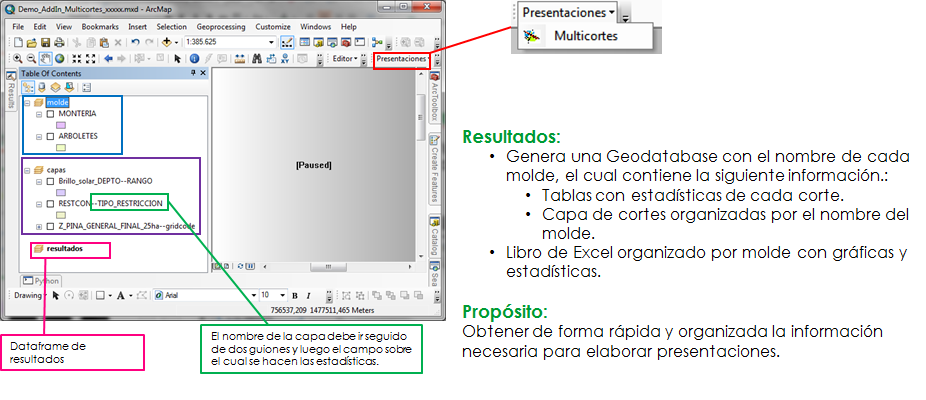 Demo_AddIn_Multicortes_xxxxx.mxd - ArcMap
File Edit View Bookmarks Insert Selection Geoprocessing Customize Windows Help
1:385.625
Editor
Presentaciones
Table Of Contents
Results
molde
MONTERIA
ARBOLETES
capas
Brillo_solar_DEPTO--RANGO
RESTCON--TIPO_RESTRICCION
Z_PINA_GENERAL_FINAL_25ha--gridcode
resultados
[Paused]
ArcToolbox
Create Features
Catalog
Sea
Python
Drawing
A
Arial
10
B I
756537,209 1477511,465 Meters
Dataframe de
resultados
El nombre de la capa debe ir seguido
de dos guiones y luego el campo sobre
el cual se hacen las estadísticas.
Presentaciones
Multicortes
Resultados:
• Genera una Geodatabase con el nombre de cada
molde, el cual contiene la siguiente información.:
• Tablas con estadísticas de cada corte.
• Capa de cortes organizadas por el nombre del
molde.
• Libro de Excel organizado por molde con gráficas y
estadísticas.
Propósito:
Obtener de forma rápida y organizada la información
necesaria para elaborar presentaciones.